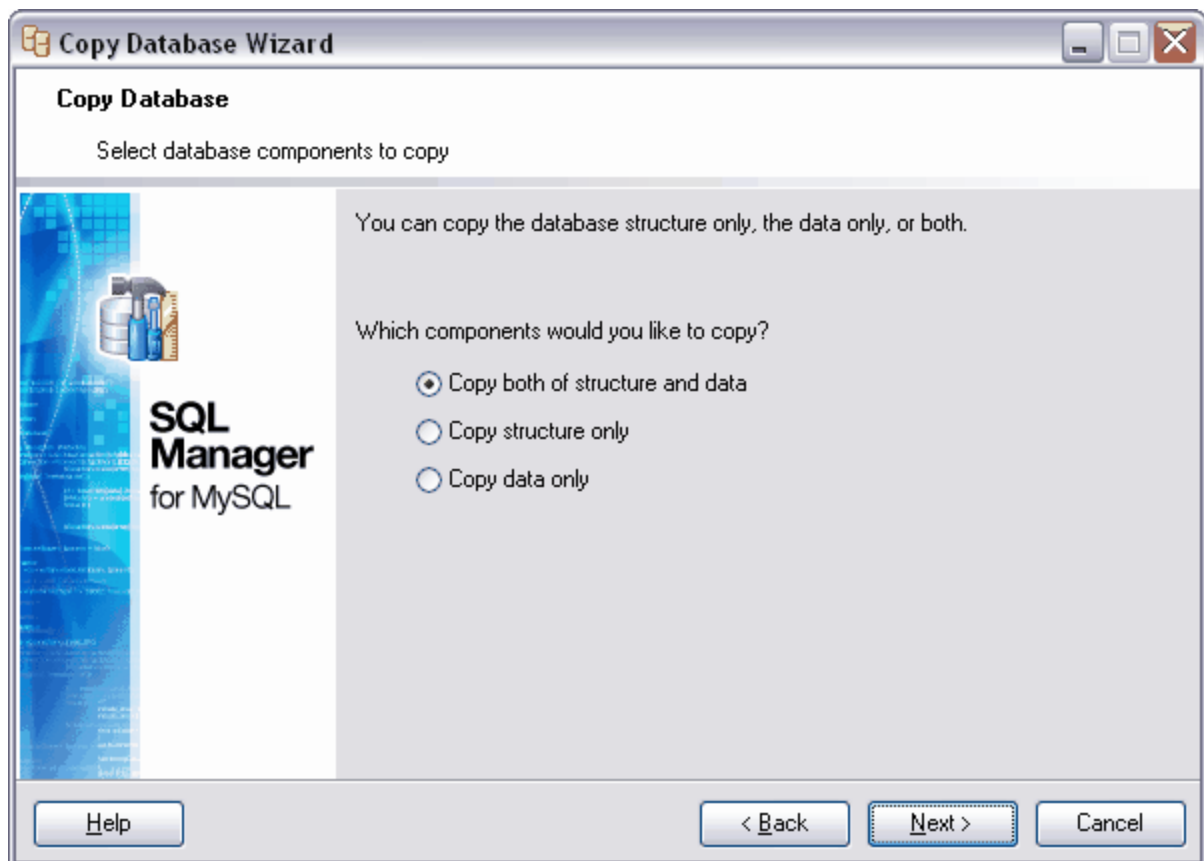 Copy Database Wizard
Copy Database
Select database components to copy
You can copy the database structure only, the data only, or both.
Which components would you like to copy?
Copy both of structure and data
Copy structure only
Copy data only
SQL
Manager
for MySQL
Help
< Back
Next >
Cancel